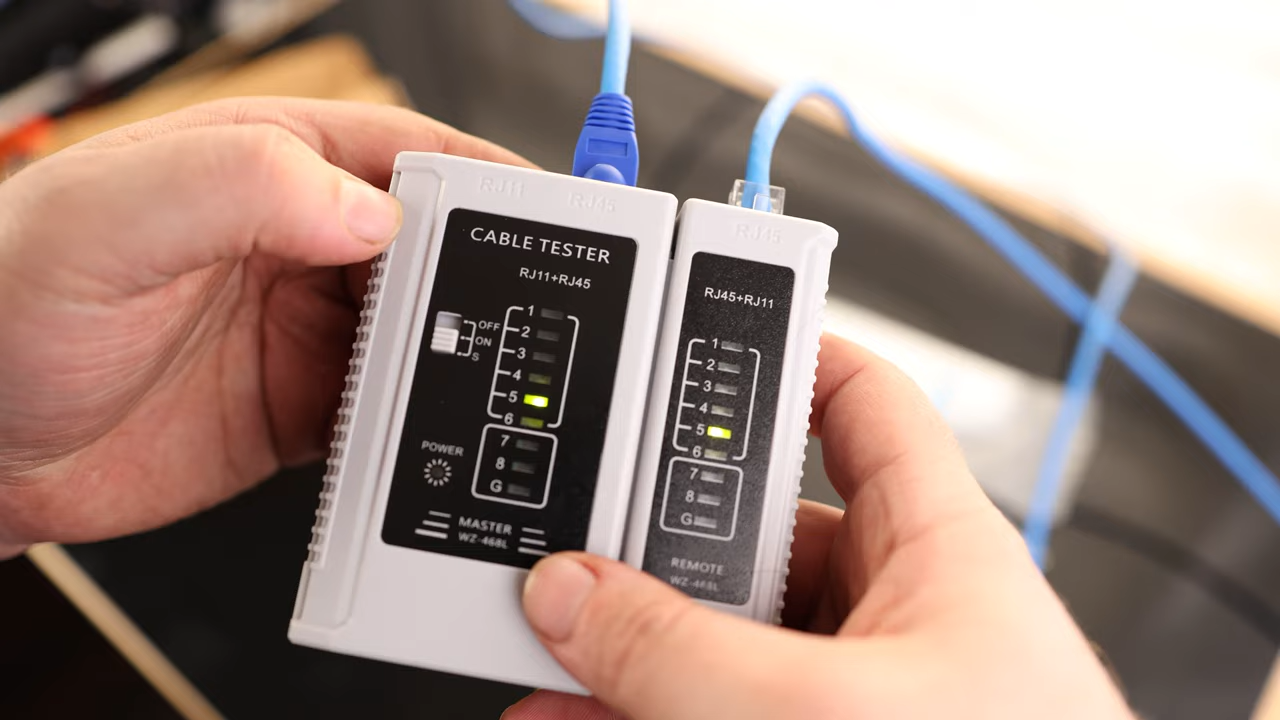 RJ11 RJ45
CABLE TESTER
RJ11+RJ45
OFF
ON
S
1
2
3
4
5
6
7
8
G
POWER
MASTER
WZ-468L
RJ45
RJ45+RJ11
1
2
3
4
5
6
7
8
G
REMOTE
WZ-468L